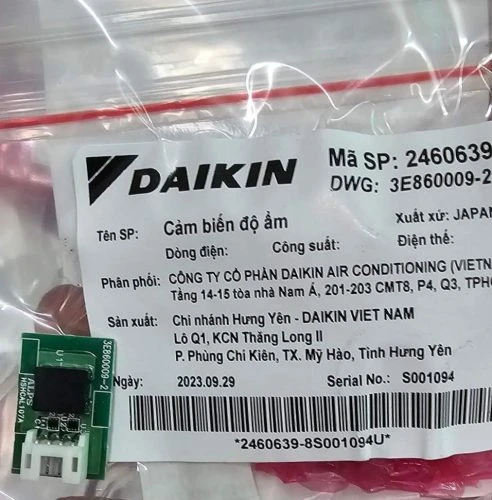 DAIKIN
Mã SP: 2460639
DWG: 3E860009-2
Xuất xứ: JAPAN
Tên SP: Cảm biến độ ẩm
Dòng điện: Công suất: Điện thế:
Phân phối: CÔNG TY CỔ PHẦN DAIKIN AIR CONDITIONING (VIETN
Tầng 14-15 tòa nhà Nam Á, 201-203 CMT8, P4, Q3, TPH
Sản xuất: Chi nhánh Hưng Yên - DAIKIN VIET NAM
Lô Q1, KCN Thăng Long II
P. Phùng Chí Kiên, TX. Mỹ Hào, Tỉnh Hưng Yên
Ngày: 2023.09.29 Serial No.: S001094
*2460639-8S001094U*
3E860009-2
U1
ALPS
HSHCAL107A